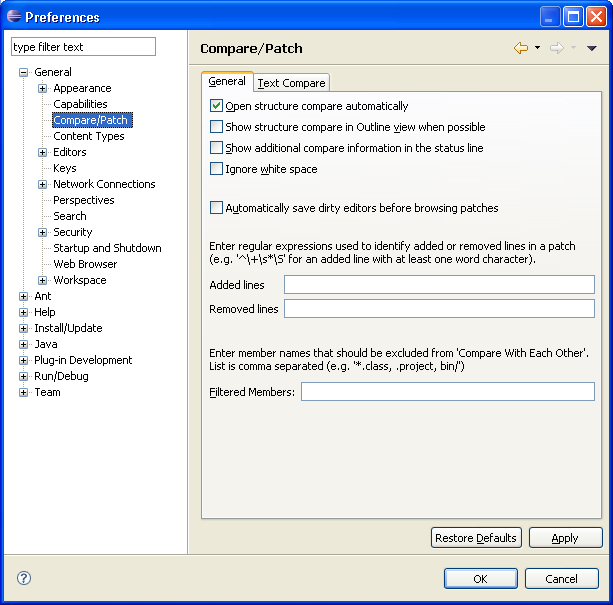 Preferences
type filter text
General
Appearance
Capabilities
Compare/Patch
Content Types
Editors
Keys
Network Connections
Perspectives
Search
Security
Startup and Shutdown
Web Browser
Workspace
Ant
Help
Install/Update
Java
Plug-in Development
Run/Debug
Team
Compare/Patch
General
Text Compare
Open structure compare automatically
Show structure compare in Outline view when possible
Show additional compare information in the status line
Ignore white space
Automatically save dirty editors before browsing patches
Enter regular expressions used to identify added or removed lines in a patch
(e.g. '^\+\s*\S' for an added line with at least one word character).
Added lines
Removed lines
Enter member names that should be excluded from 'Compare With Each Other'.
List is comma separated (e.g. '*.class, .project, bin/')
Filtered Members:
Restore Defaults
Apply
?
OK
Cancel